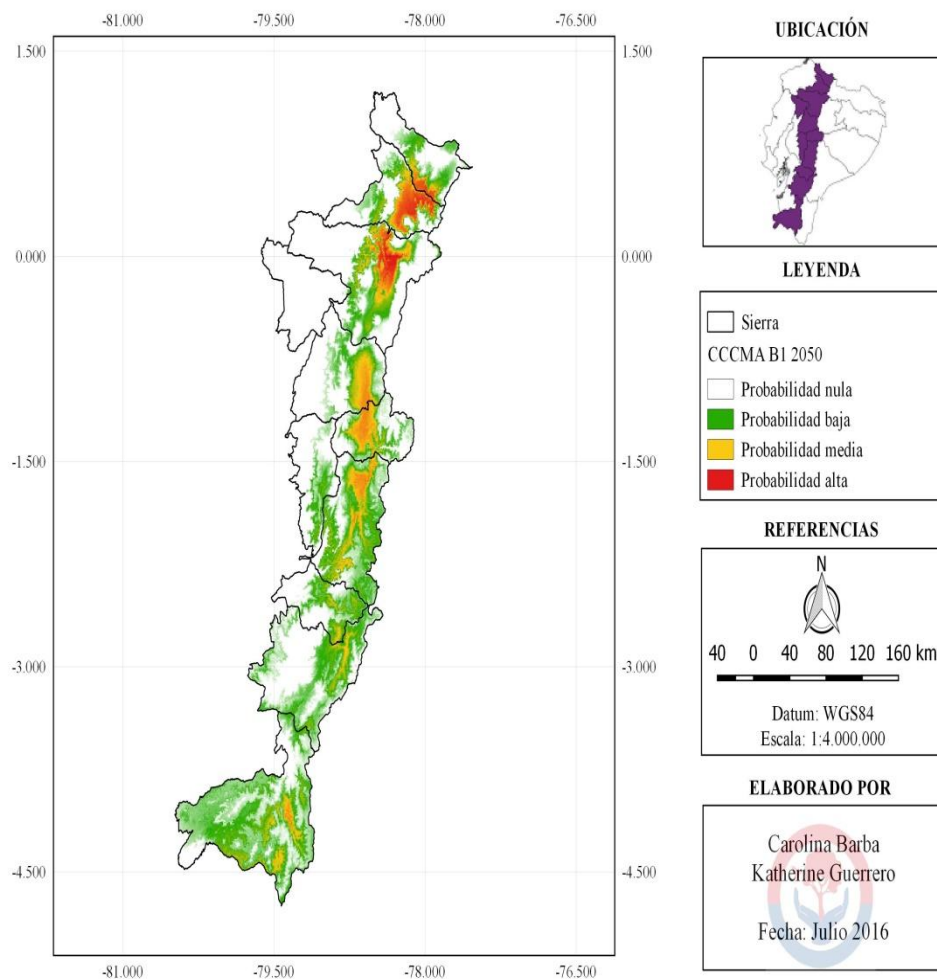 -81.000 -79.500 -78.000 -76.500
1.500 1.500
0.000 0.000
-1.500 -1.500
-3.000 -3.000
-4.500 -4.500
-81.000 -79.500 -78.000 -76.500
UBICACIÓN
LEYENDA
Sierra
CCCMA B1 2050
Probabilidad nula
Probabilidad baja
Probabilidad media
Probabilidad alta
REFERENCIAS
N
40 0 40 80 120 160 km
Datum: WGS84
Escala: 1:4.000.000
ELABORADO POR
Carolina Barba
Katherine Guerrero
Fecha: Julio 2016